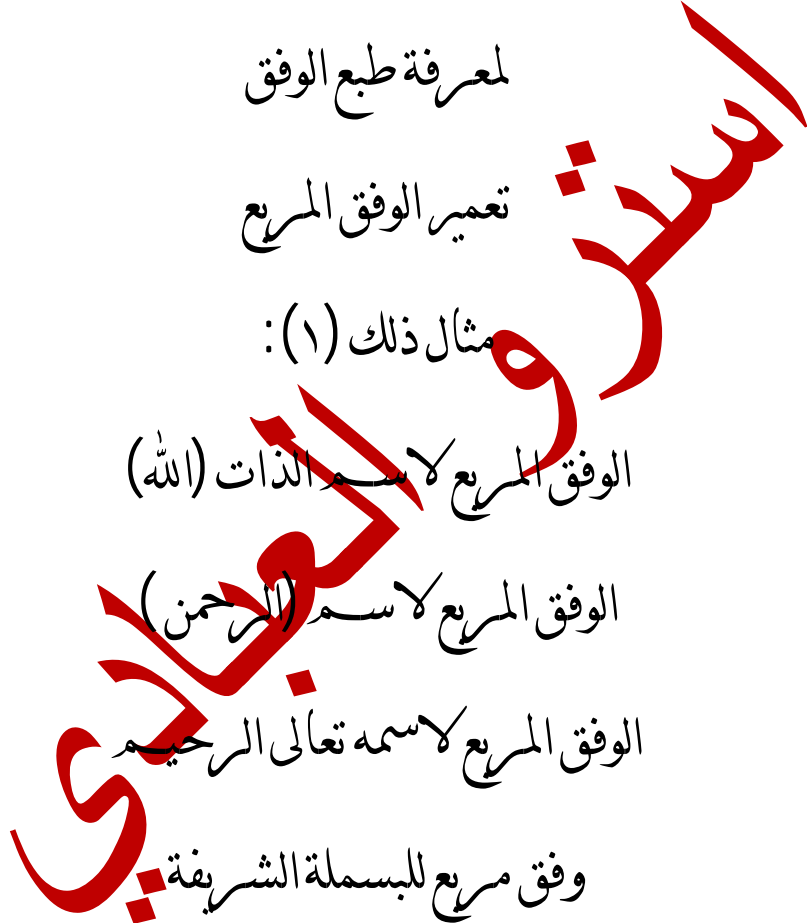 لمعرفة طبع الوفق
تعمير الوفق المربع
مثال ذلك (١) :
الوفق المربع لاسم الذات (الله)
الوفق المربع لاسم (الرحمن)
الوفق المربع لاسمه تعالى الرحيم
وفق مربع للبسملة الشريفة
استرو العبادي